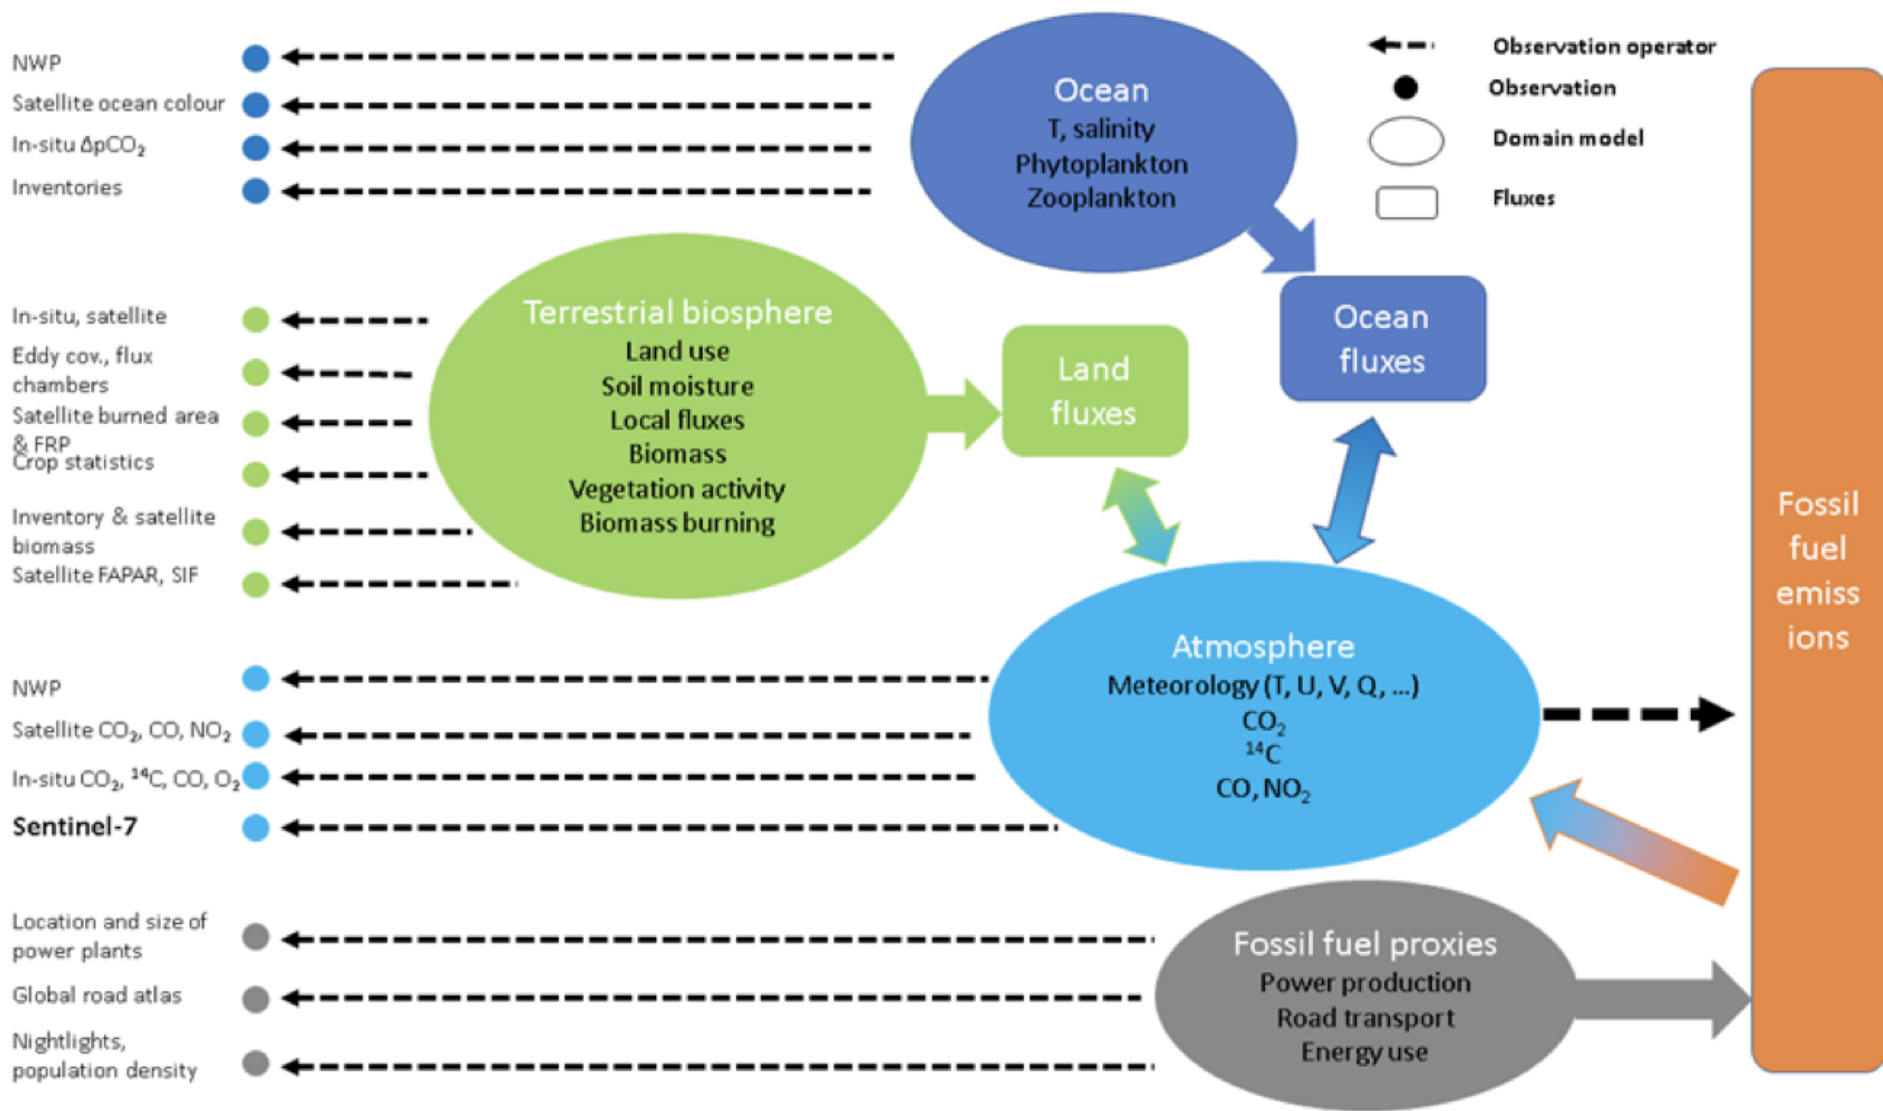 NWP
Satellite ocean colour
In-situ ΔpCO₂
Inventories
Ocean
T, salinity
Phytoplankton
Zooplankton
Observation operator
Observation
Domain model
Fluxes
Ocean
fluxes
In-situ, satellite
Eddy cov., flux
chambers
Satellite burned area
& FRP
Crop statistics
Inventory & satellite
biomass
Satellite FAPAR, SIF
Terrestrial biosphere
Land use
Soil moisture
Local fluxes
Biomass
Vegetation activity
Biomass burning
Land
fluxes
Fossil
fuel
emiss
ions
NWP
Satellite CO₂, CO, NO₂
In-situ CO₂, ¹⁴C, CO, O₂
Sentinel-7
Atmosphere
Meteorology (T, U, V, Q, ...)
CO₂
¹⁴C
CO, NO₂
Location and size of
power plants
Global road atlas
Nightlights,
population density
Fossil fuel proxies
Power production
Road transport
Energy use